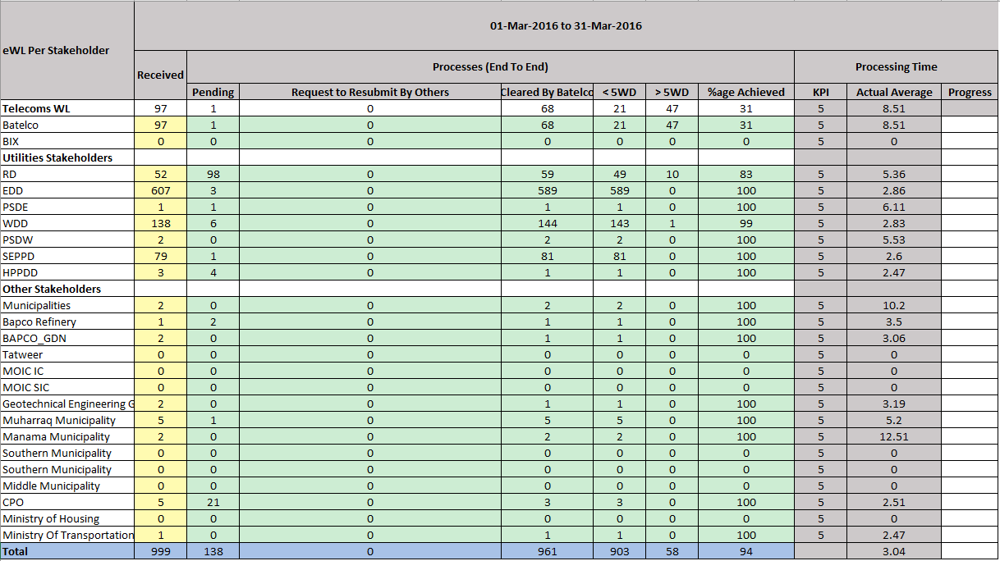 01-Mar-2016 to 31-Mar-2016
eWL Per Stakeholder
Received Processes (End To End) Processing Time
Pending Request to Resubmit By Others Cleared By Batelco < 5WD > 5WD %age Achieved KPI Actual Average Progress
Telecoms WL 97 1 0 68 21 47 31 5 8.51
Batelco 97 1 0 68 21 47 31 5 8.51
BIX 0 0 0 0 0 0 0 5 0
Utilities Stakeholders
RD 52 98 0 59 49 10 83 5 5.36
EDD 607 3 0 589 589 0 100 5 2.86
PSDE 1 1 0 1 1 0 100 5 6.11
WDD 138 6 0 144 143 1 99 5 2.83
PSDW 2 0 0 2 2 0 100 5 5.53
SEPPD 79 1 0 81 81 0 100 5 2.6
HPPDD 3 4 0 1 1 0 100 5 2.47
Other Stakeholders
Municipalities 2 0 0 2 2 0 100 5 10.2
Bapco Refinery 1 2 0 1 1 0 100 5 3.5
BAPCO_GDN 2 0 0 1 1 0 100 5 3.06
Tatweer 0 0 0 0 0 0 0 5 0
MOIC IC 0 0 0 0 0 0 0 5 0
MOIC SIC 0 0 0 0 0 0 0 5 0
Geotechnical Engineering G 2 0 0 1 1 0 100 5 3.19
Muharraq Municipality 5 1 0 5 5 0 100 5 5.2
Manama Municipality 2 0 0 2 2 0 100 5 12.51
Southern Municipality 0 0 0 0 0 0 0 5 0
Southern Municipality 0 0 0 0 0 0 0 5 0
Middle Municipality 0 0 0 0 0 0 0 5 0
CPO 5 21 0 3 3 0 100 5 2.51
Ministry of Housing 0 0 0 0 0 0 0 5 0
Ministry Of Transportation 1 0 0 1 1 0 100 5 2.47
Total 999 138 0 961 903 58 94 3.04